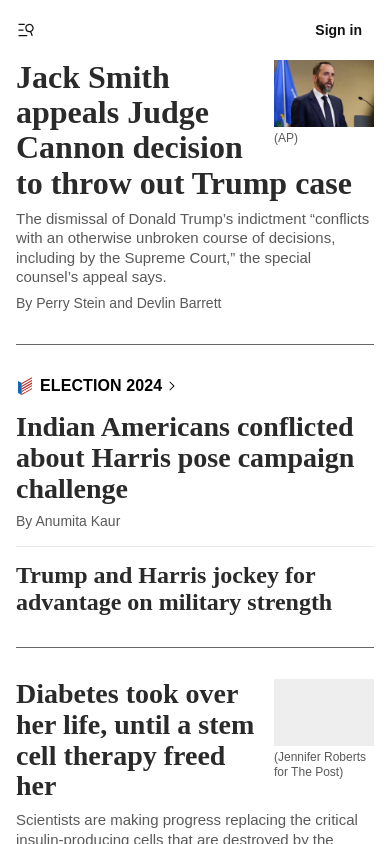 Sign in
Jack Smith
appeals Judge
Cannon decision
to throw out Trump case
(AP)
The dismissal of Donald Trump’s indictment “conflicts
with an otherwise unbroken course of decisions,
including by the Supreme Court,” the special
counsel’s appeal says.
By Perry Stein and Devlin Barrett
ELECTION 2024
Indian Americans conflicted
about Harris pose campaign
challenge
By Anumita Kaur
Trump and Harris jockey for
advantage on military strength
Diabetes took over
her life, until a stem
cell therapy freed
her
(Jennifer Roberts
for The Post)
Scientists are making progress replacing the critical
insulin-producing cells that are destroyed by the